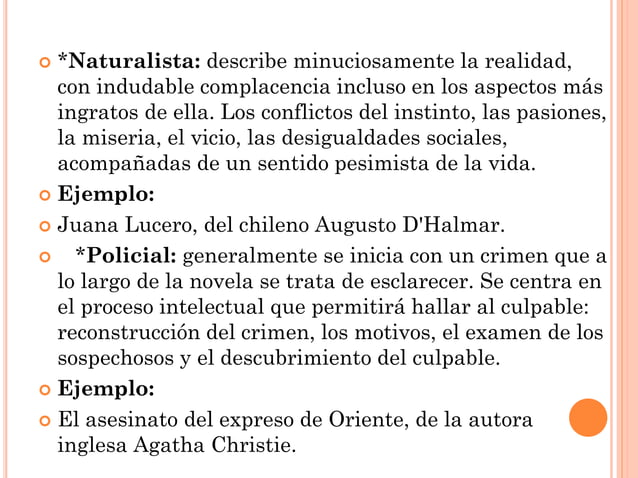 *Naturalista: describe minuciosamente la realidad,
con indudable complacencia incluso en los aspectos más
ingratos de ella. Los conflictos del instinto, las pasiones,
la miseria, el vicio, las desigualdades sociales,
acompañadas de un sentido pesimista de la vida.
Ejemplo:
Juana Lucero, del chileno Augusto D'Halmar.
*Policial: generalmente se inicia con un crimen que a
lo largo de la novela se trata de esclarecer. Se centra en
el proceso intelectual que permitirá hallar al culpable:
reconstrucción del crimen, los motivos, el examen de los
sospechosos y el descubrimiento del culpable.
Ejemplo:
El asesinato del expreso de Oriente, de la autora
inglesa Agatha Christie.